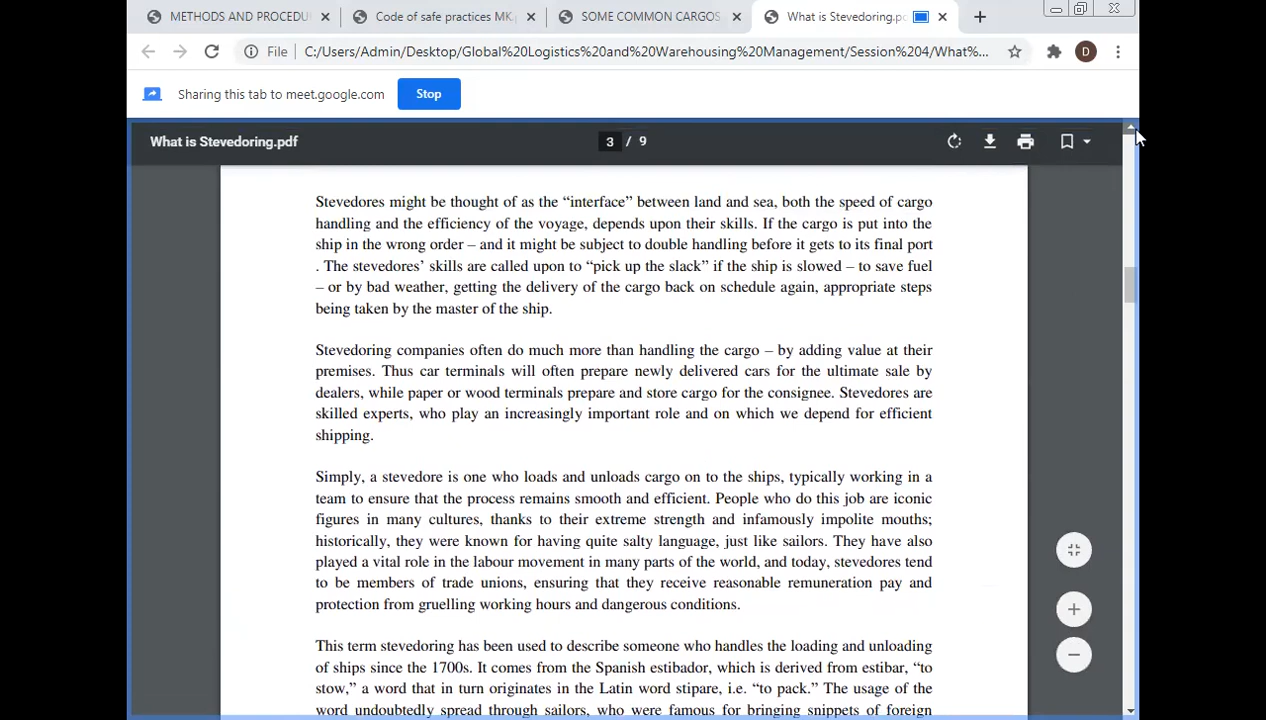 METHODS AND PROCEDU
Code of safe practices MK.p
SOME COMMON CARGOS
What is Stevedoring.pd
File
C:/Users/Admin/Desktop/Global%20Logistics%20and%20Warehousing%20Management/Session%204/What%...
D
Sharing this tab to meet.google.com
Stop
What is Stevedoring.pdf
3 / 9
Stevedores might be thought of as the “interface” between land and sea, both the speed of cargo
handling and the efficiency of the voyage, depends upon their skills. If the cargo is put into the
ship in the wrong order – and it might be subject to double handling before it gets to its final port
. The stevedores’ skills are called upon to “pick up the slack” if the ship is slowed – to save fuel
– or by bad weather, getting the delivery of the cargo back on schedule again, appropriate steps
being taken by the master of the ship.
Stevedoring companies often do much more than handling the cargo – by adding value at their
premises. Thus car terminals will often prepare newly delivered cars for the ultimate sale by
dealers, while paper or wood terminals prepare and store cargo for the consignee. Stevedores are
skilled experts, who play an increasingly important role and on which we depend for efficient
shipping.
Simply, a stevedore is one who loads and unloads cargo on to the ships, typically working in a
team to ensure that the process remains smooth and efficient. People who do this job are iconic
figures in many cultures, thanks to their extreme strength and infamously impolite mouths;
historically, they were known for having quite salty language, just like sailors. They have also
played a vital role in the labour movement in many parts of the world, and today, stevedores tend
to be members of trade unions, ensuring that they receive reasonable remuneration pay and
protection from gruelling working hours and dangerous conditions.
This term stevedoring has been used to describe someone who handles the loading and unloading
of ships since the 1700s. It comes from the Spanish estibador, which is derived from estibar, “to
stow,” a word that in turn originates in the Latin word stipare, i.e. “to pack.” The usage of the
word undoubtedly spread through sailors, who were famous for bringing snippets of foreign